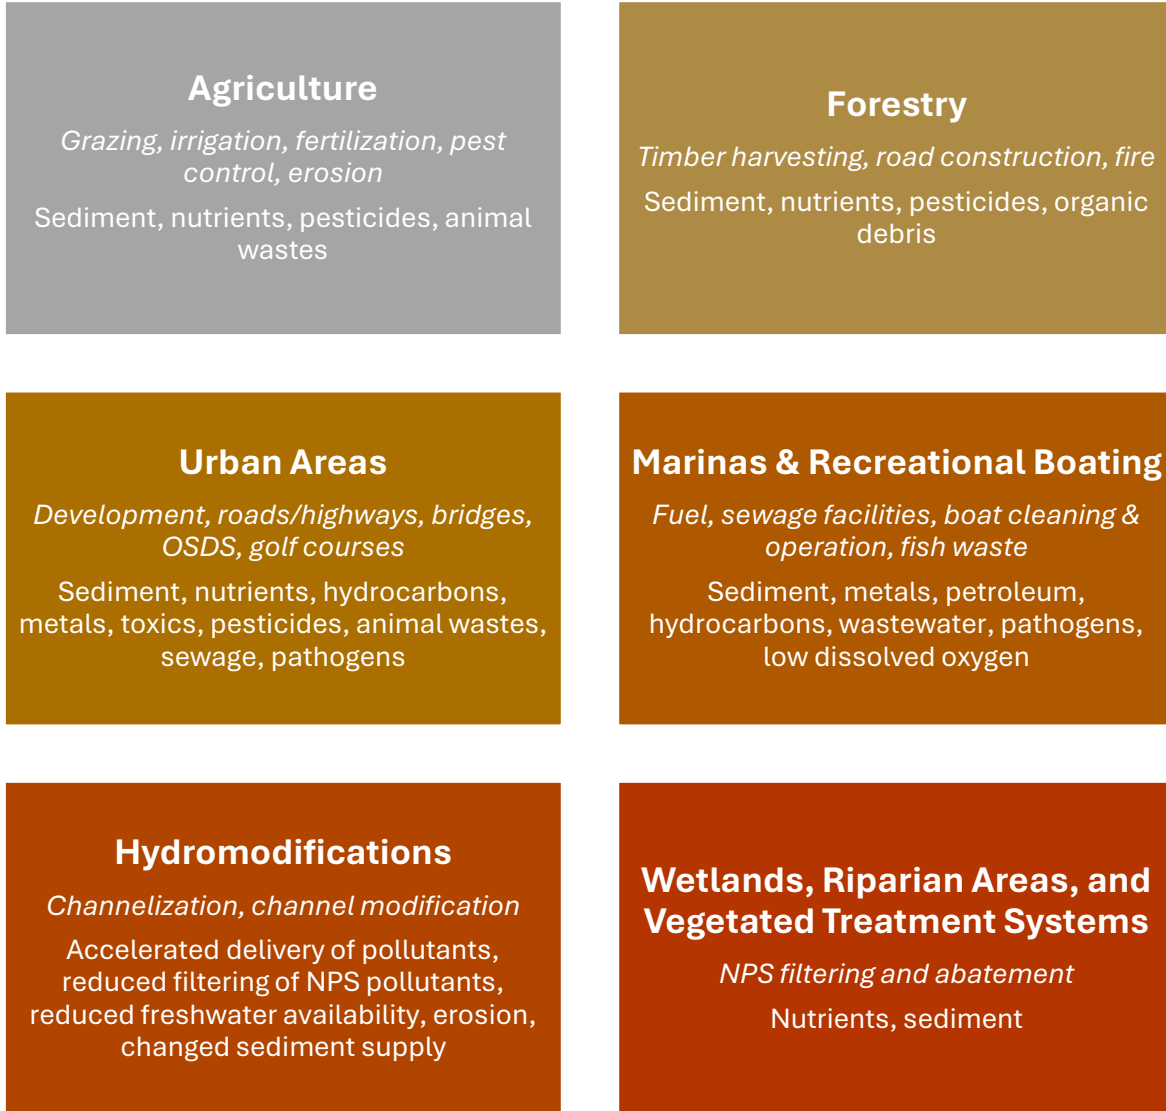 Agriculture
Grazing, irrigation, fertilization, pest
control, erosion
Sediment, nutrients, pesticides, animal
wastes
Forestry
Timber harvesting, road construction, fire
Sediment, nutrients, pesticides, organic
debris
Urban Areas
Development, roads/highways, bridges,
OSDS, golf courses
Sediment, nutrients, hydrocarbons,
metals, toxics, pesticides, animal wastes,
sewage, pathogens
Marinas & Recreational Boating
Fuel, sewage facilities, boat cleaning &
operation, fish waste
Sediment, metals, petroleum,
hydrocarbons, wastewater, pathogens,
low dissolved oxygen
Hydromodifications
Channelization, channel modification
Accelerated delivery of pollutants,
reduced filtering of NPS pollutants,
reduced freshwater availability, erosion,
changed sediment supply
Wetlands, Riparian Areas, and
Vegetated Treatment Systems
NPS filtering and abatement
Nutrients, sediment